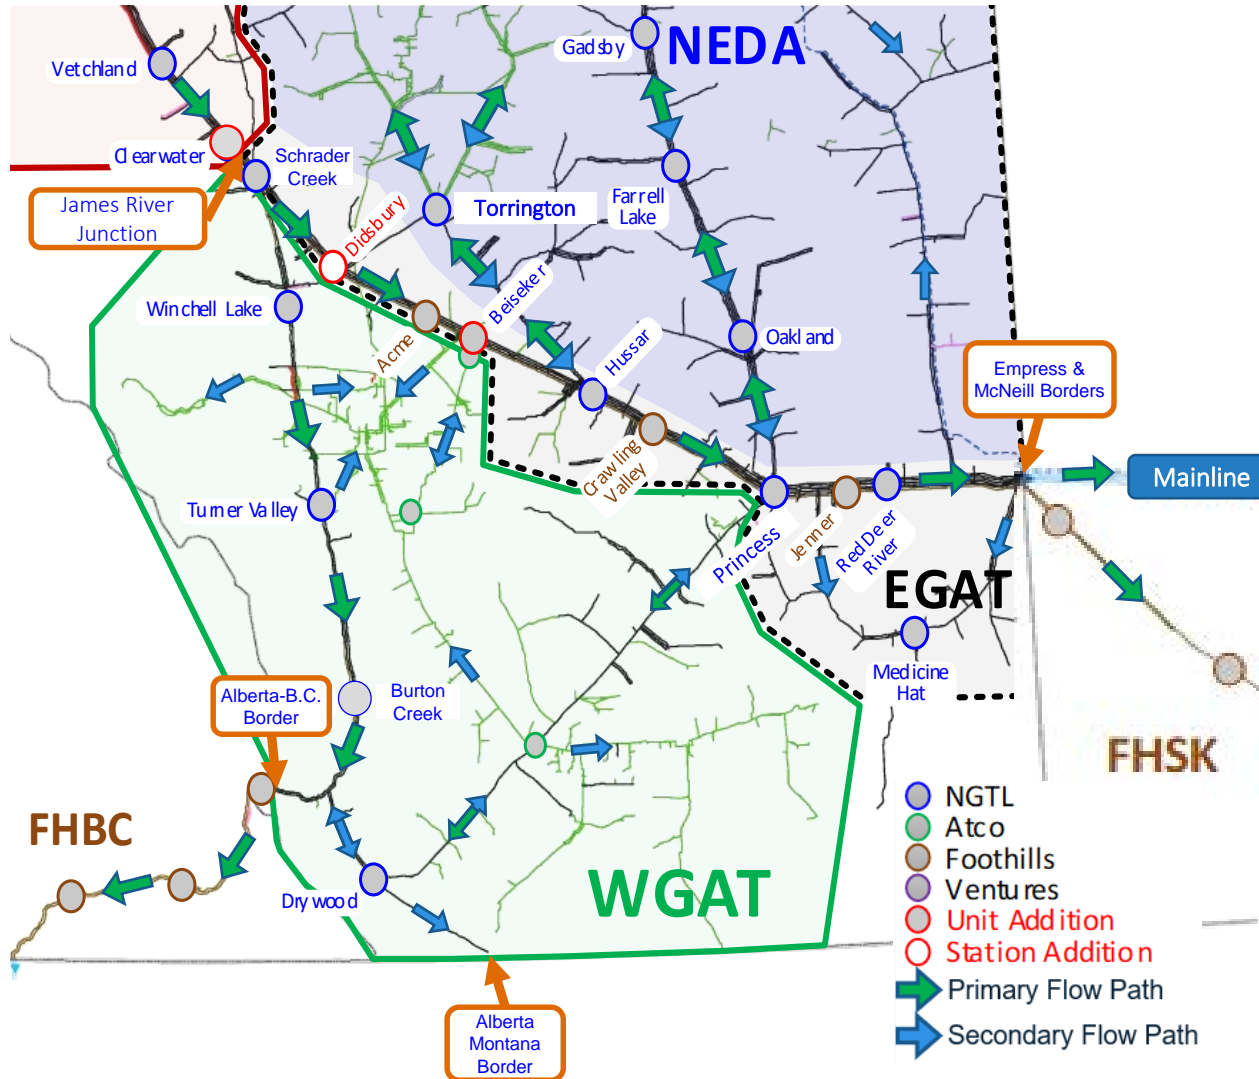 Gadsby
NEDA
Vetchland
Clearwater
Schrader
Creek
James River
Junction
Didsbury
Torrington
Farrell
Lake
Winchell Lake
Beiseker
Acme
Hussar
Oakland
Empress &
McNeill Borders
Mainline
Crawling
Valley
Turner Valley
Princess
Jenner
Red Deer
River
EGAT
Medicine
Hat
Alberta-B.C.
Border
Burton
Creek
FHSK
FHBC
WGAT
Drywood
Alberta
Montana
Border
NGTL
Atco
Foothills
Ventures
Unit Addition
Station Addition
Primary Flow Path
Secondary Flow Path